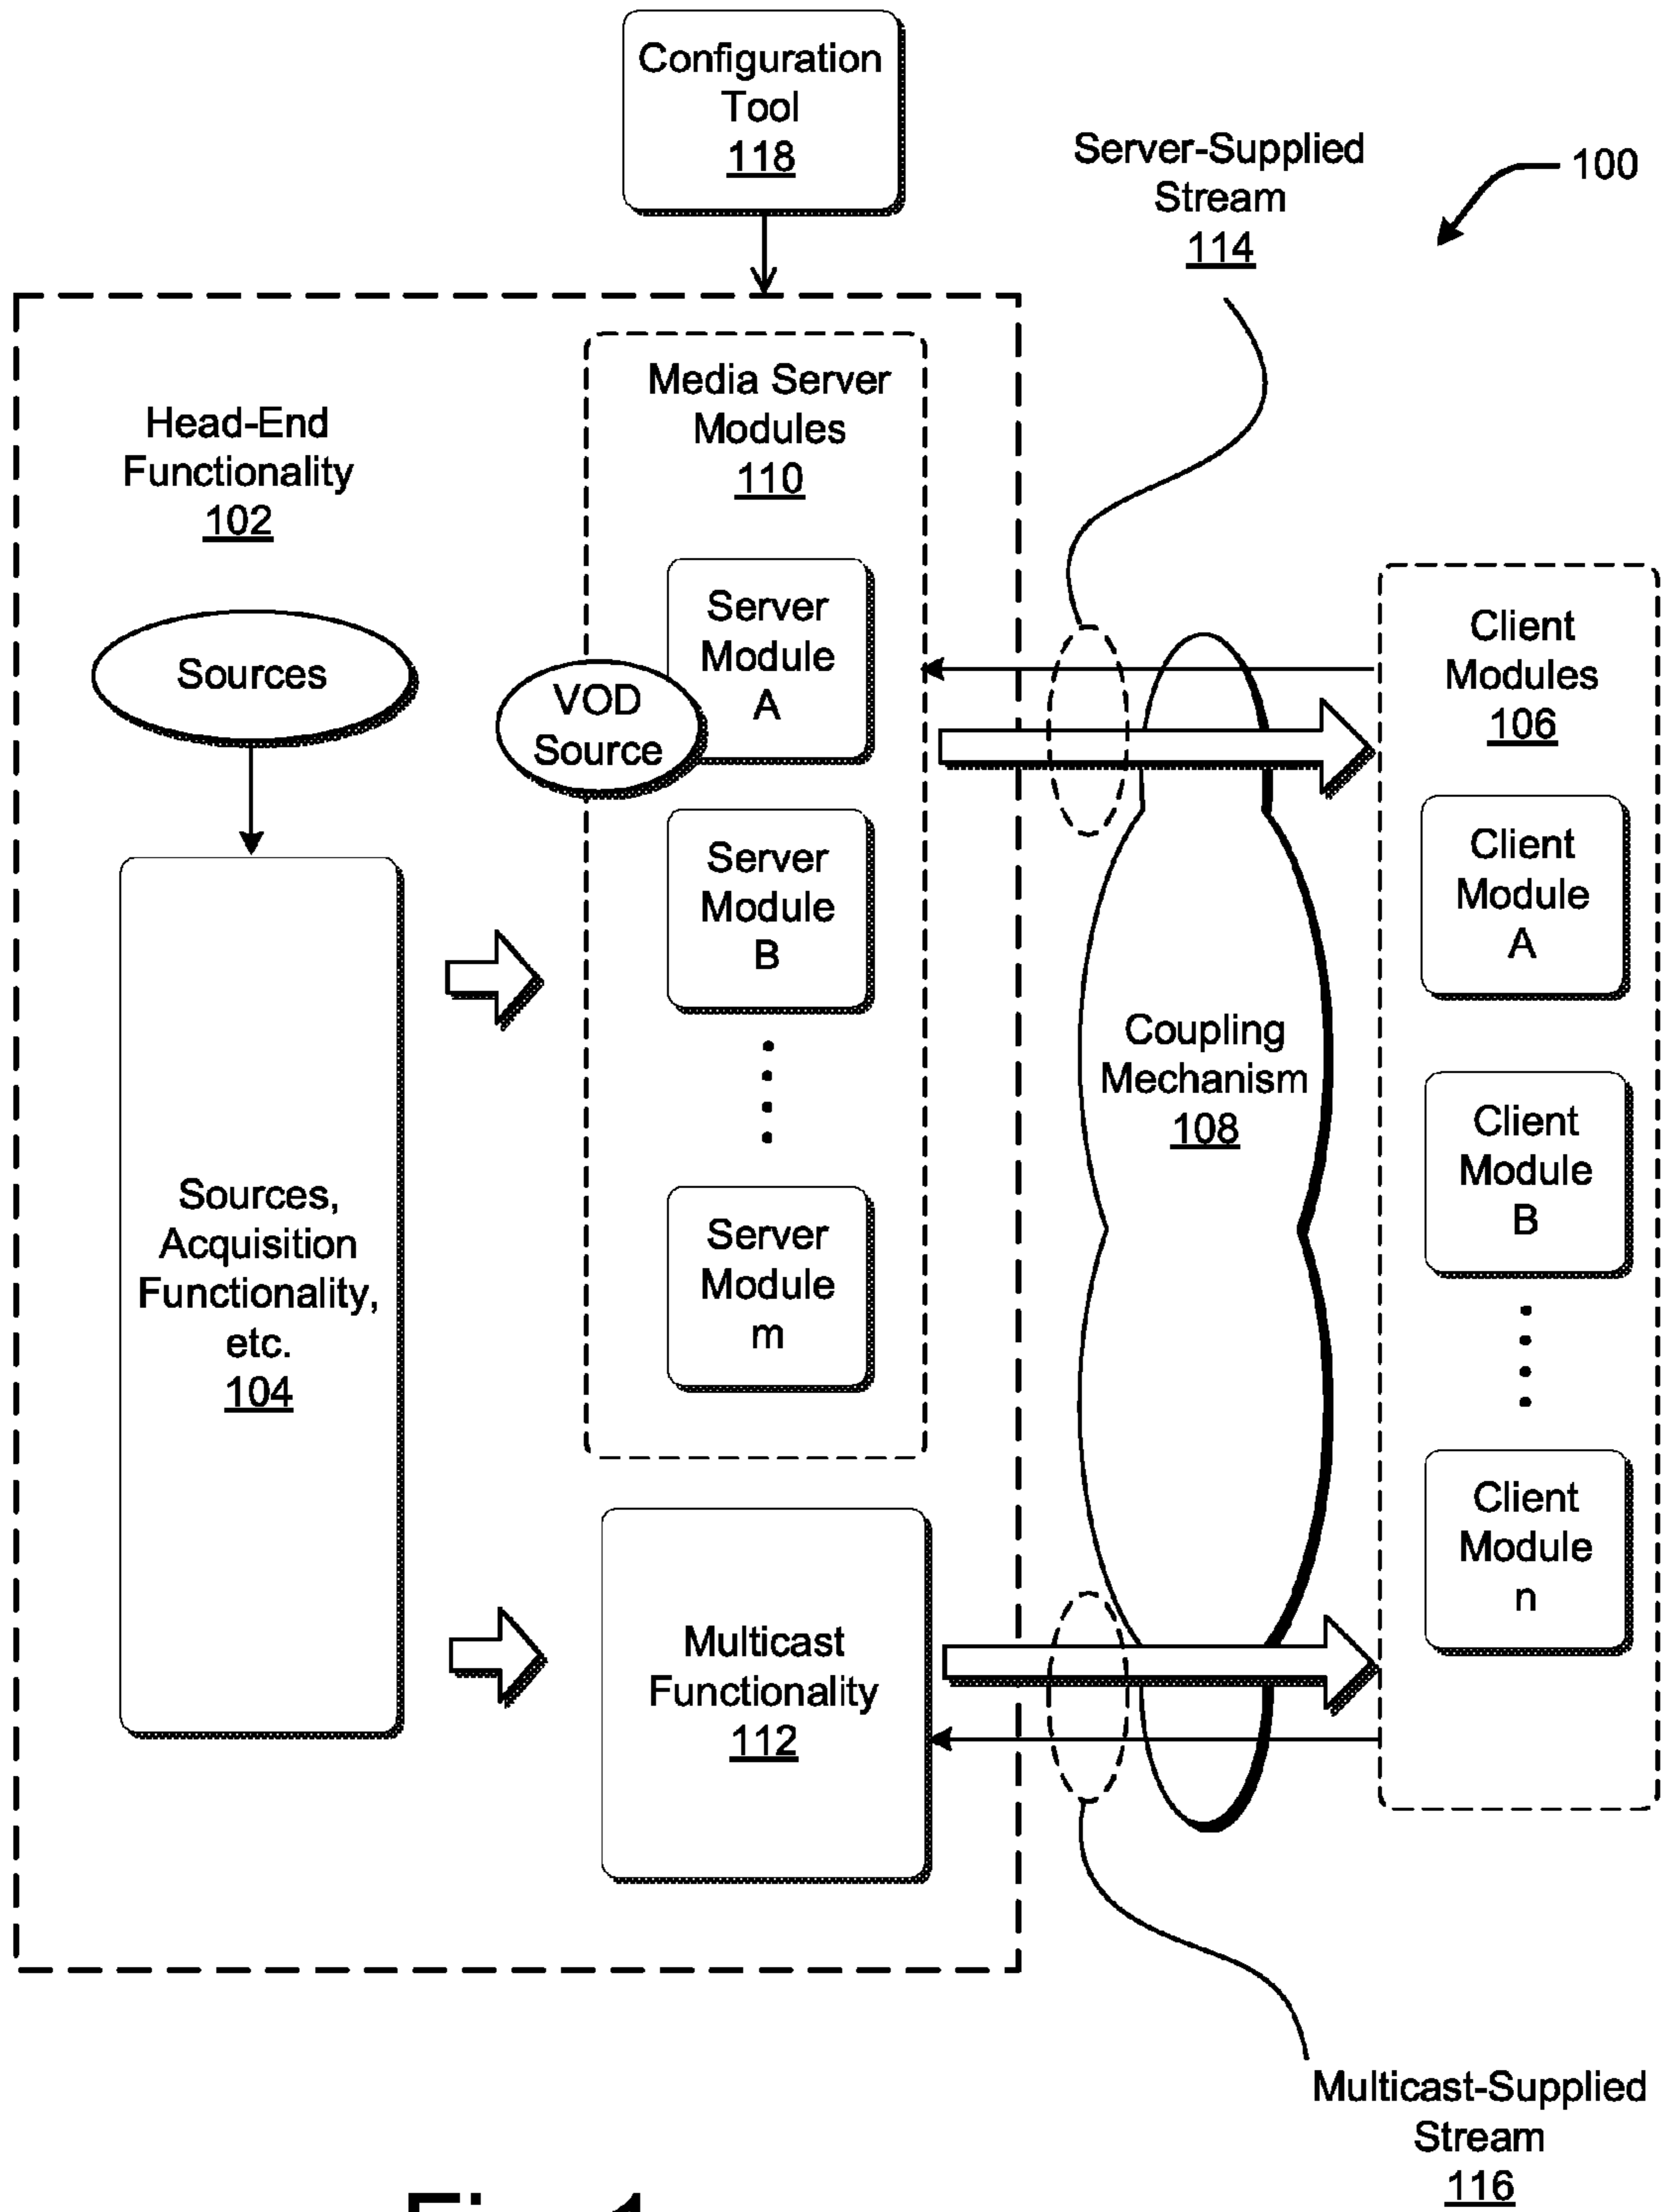 Configuration
Tool
118
Server-Supplied
Stream
114
100
Head-End
Functionality
102
Media Server
Modules
110
Sources
VOD
Source
Server
Module
A
Server
Module
B
Server
Module
m
Sources,
Acquisition
Functionality,
etc.
104
Multicast
Functionality
112
Coupling
Mechanism
108
Client
Modules
106
Client
Module
A
Client
Module
B
Client
Module
n
Multicast-Supplied
Stream
116